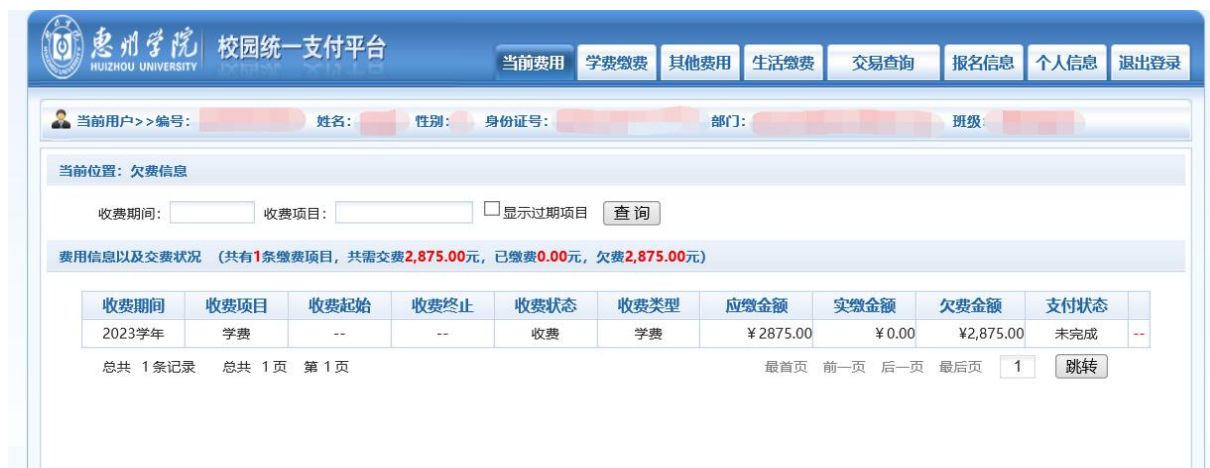 惠州学院 校园统一支付平台
HUIZHOU UNIVERSITY
当前费用 学费缴费 其他费用 生活缴费 交易查询 报名信息 个人信息 退出登录
当前用户>>编号: 姓名: 性别: 身份证号: 部门: 班级:
当前位置: 欠费信息
收费期间: 收费项目: 显示过期项目 查询
费用信息以及交费状况 (共有1条缴费项目, 共需交费2,875.00元, 已缴费0.00元, 欠费2,875.00元)
收费期间 收费项目 收费起始 收费终止 收费状态 收费类型 应缴金额 实缴金额 欠费金额 支付状态
2023学年 学费 -- -- 收费 学费 ¥2875.00 ¥0.00 ¥2,875.00 未完成 --
总共 1条记录 总共 1页 第1页 最首页 前一页 后一页 最后页 1 跳转